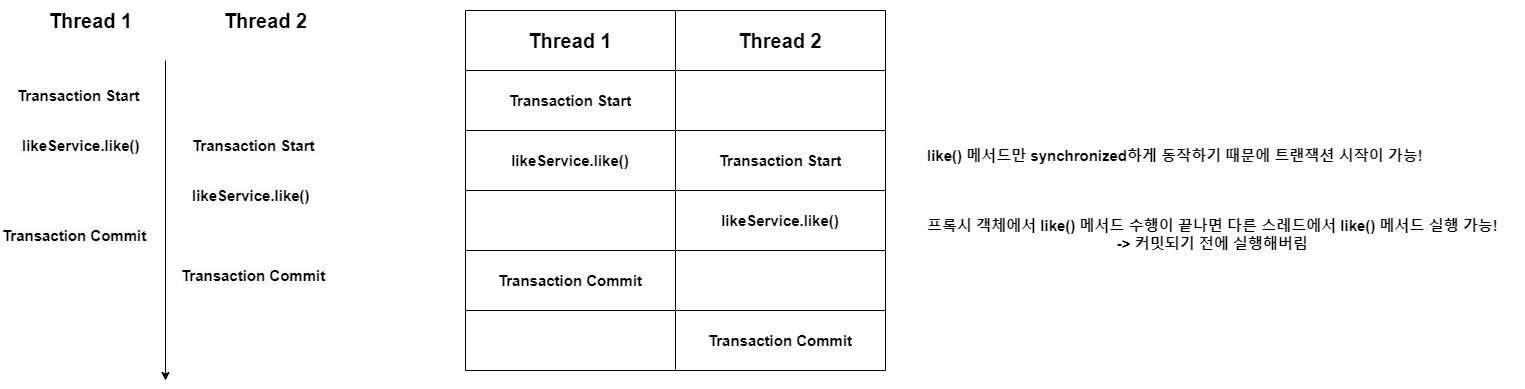 Thread 1
Thread 2
Transaction Start
likeService.like()
Transaction Start
likeService.like()
Transaction Commit
Transaction Commit
Thread 1
Thread 2
Transaction Start
likeService.like()
Transaction Start
likeService.like()
Transaction Commit
Transaction Commit
like() 메서드만 synchronized하게 동작하기 때문에 트랜잭션 시작이 가능!
프록시 객체에서 like() 메서드 수행이 끝나면 다른 스레드에서 like() 메서드 실행 가능!
-> 커밋되기 전에 실행해버림